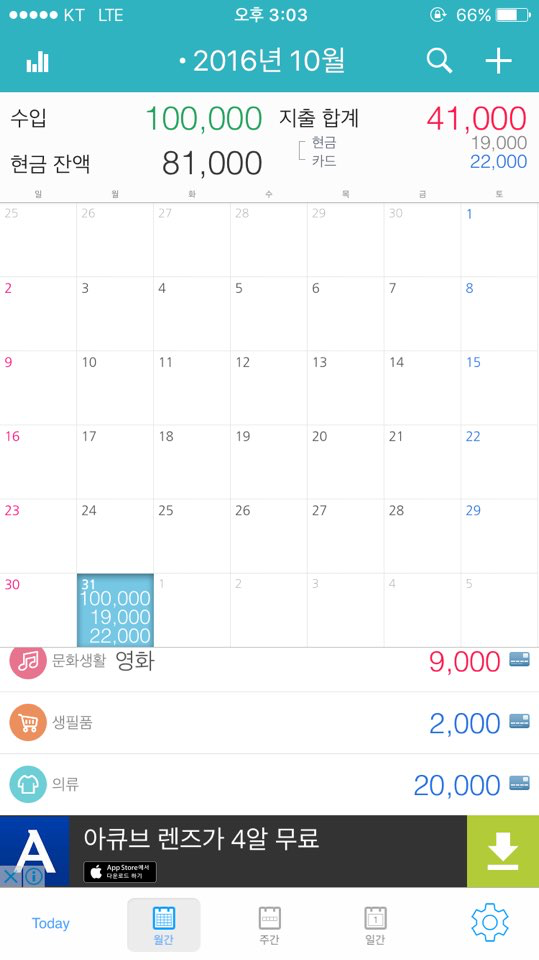 KT LTE 오후 3:03 66%
•2016년 10월
수입 100,000 지출 합계 41,000
현금 19,000
현금 잔액 81,000 카드 22,000
일 월 화 수 목 금 토
25 26 27 28 29 30 1
2 3 4 5 6 7 8
9 10 11 12 13 14 15
16 17 18 19 20 21 22
23 24 25 26 27 28 29
30 31 1 2 3 4 5
100,000
19,000
22,000
문화생활 영화 9,000
생필품 2,000
의류 20,000
A
아큐브 렌즈가 4알 무료
App Store에서
다운로드 하기
Today 월간 주간 1 일간